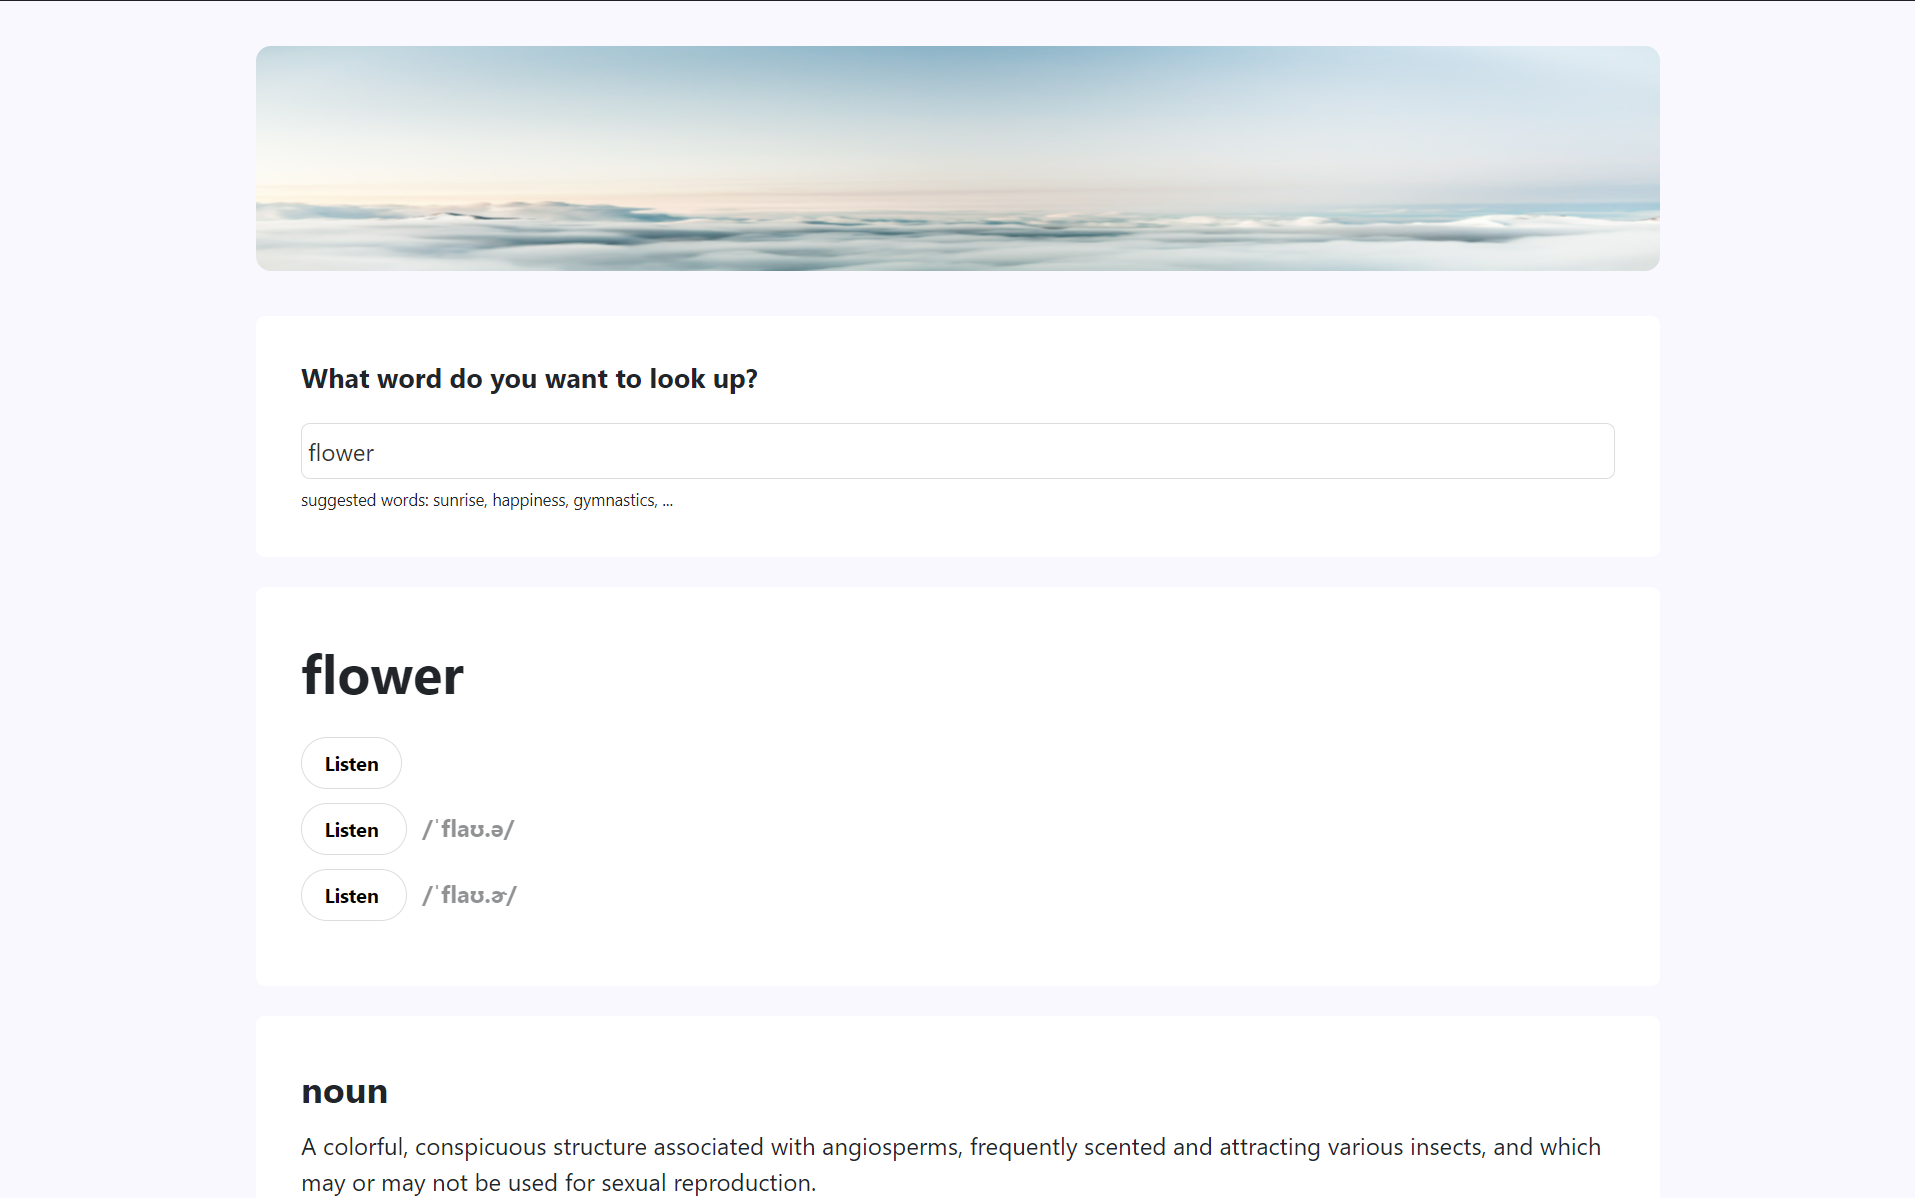 What word do you want to look up?
flower
suggested words: sunrise, happiness, gymnastics, ...
flower
Listen
Listen /ˈflaʊ.ə/
Listen /ˈflaʊ.ɚ/
noun
A colorful, conspicuous structure associated with angiosperms, frequently scented and attracting various insects, and which
may or may not be used for sexual reproduction.